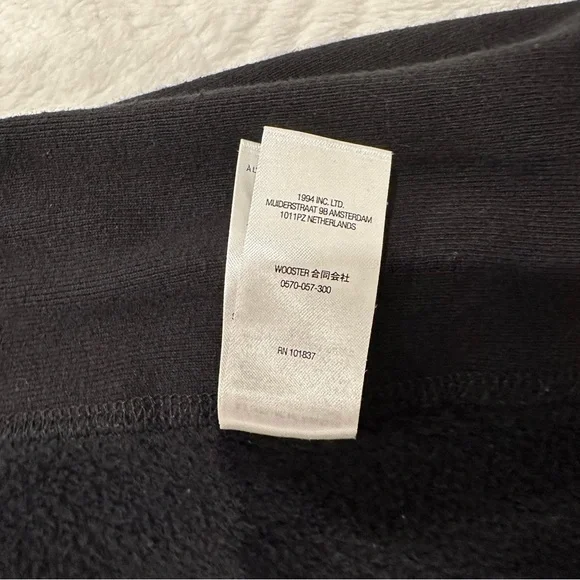 1994 INC. LTD.
MUIDERSTRAAT 9B AMSTERDAM
1011PZ NETHERLANDS
WOOSTER 合同会社
0570-057-300
RN 101837